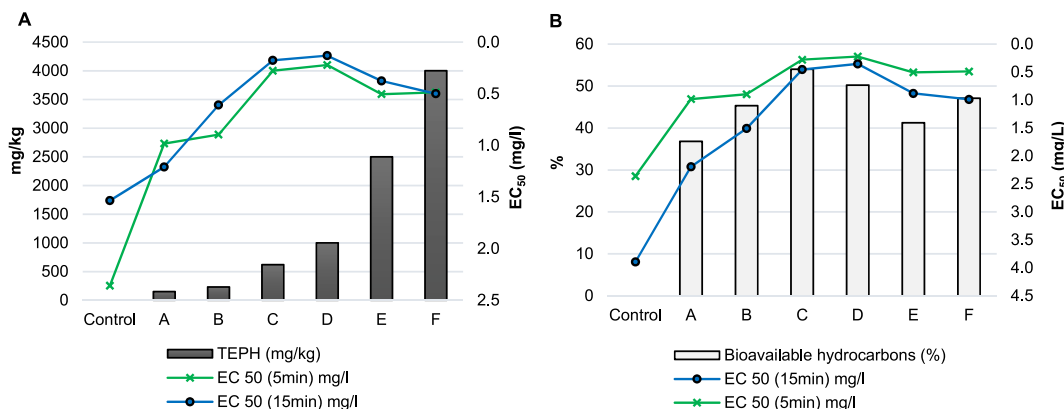 A
4500
4000
3500
3000
2500
2000
1500
1000
500
0
mg/kg
0.0
0.5
1.0
1.5
2.0
2.5
EC50 (mg/l)
Control A B C D E F
TEPH (mg/kg)
EC 50 (5min) mg/l
EC 50 (15min) mg/l
B
60
50
40
30
20
10
0
%
0.0
0.5
1.0
1.5
2.0
2.5
3.0
3.5
4.0
4.5
EC50 (mg/L)
Control A B C D E F
Bioavailable hydrocarbons (%)
EC 50 (15min) mg/l
EC 50 (5min) mg/l